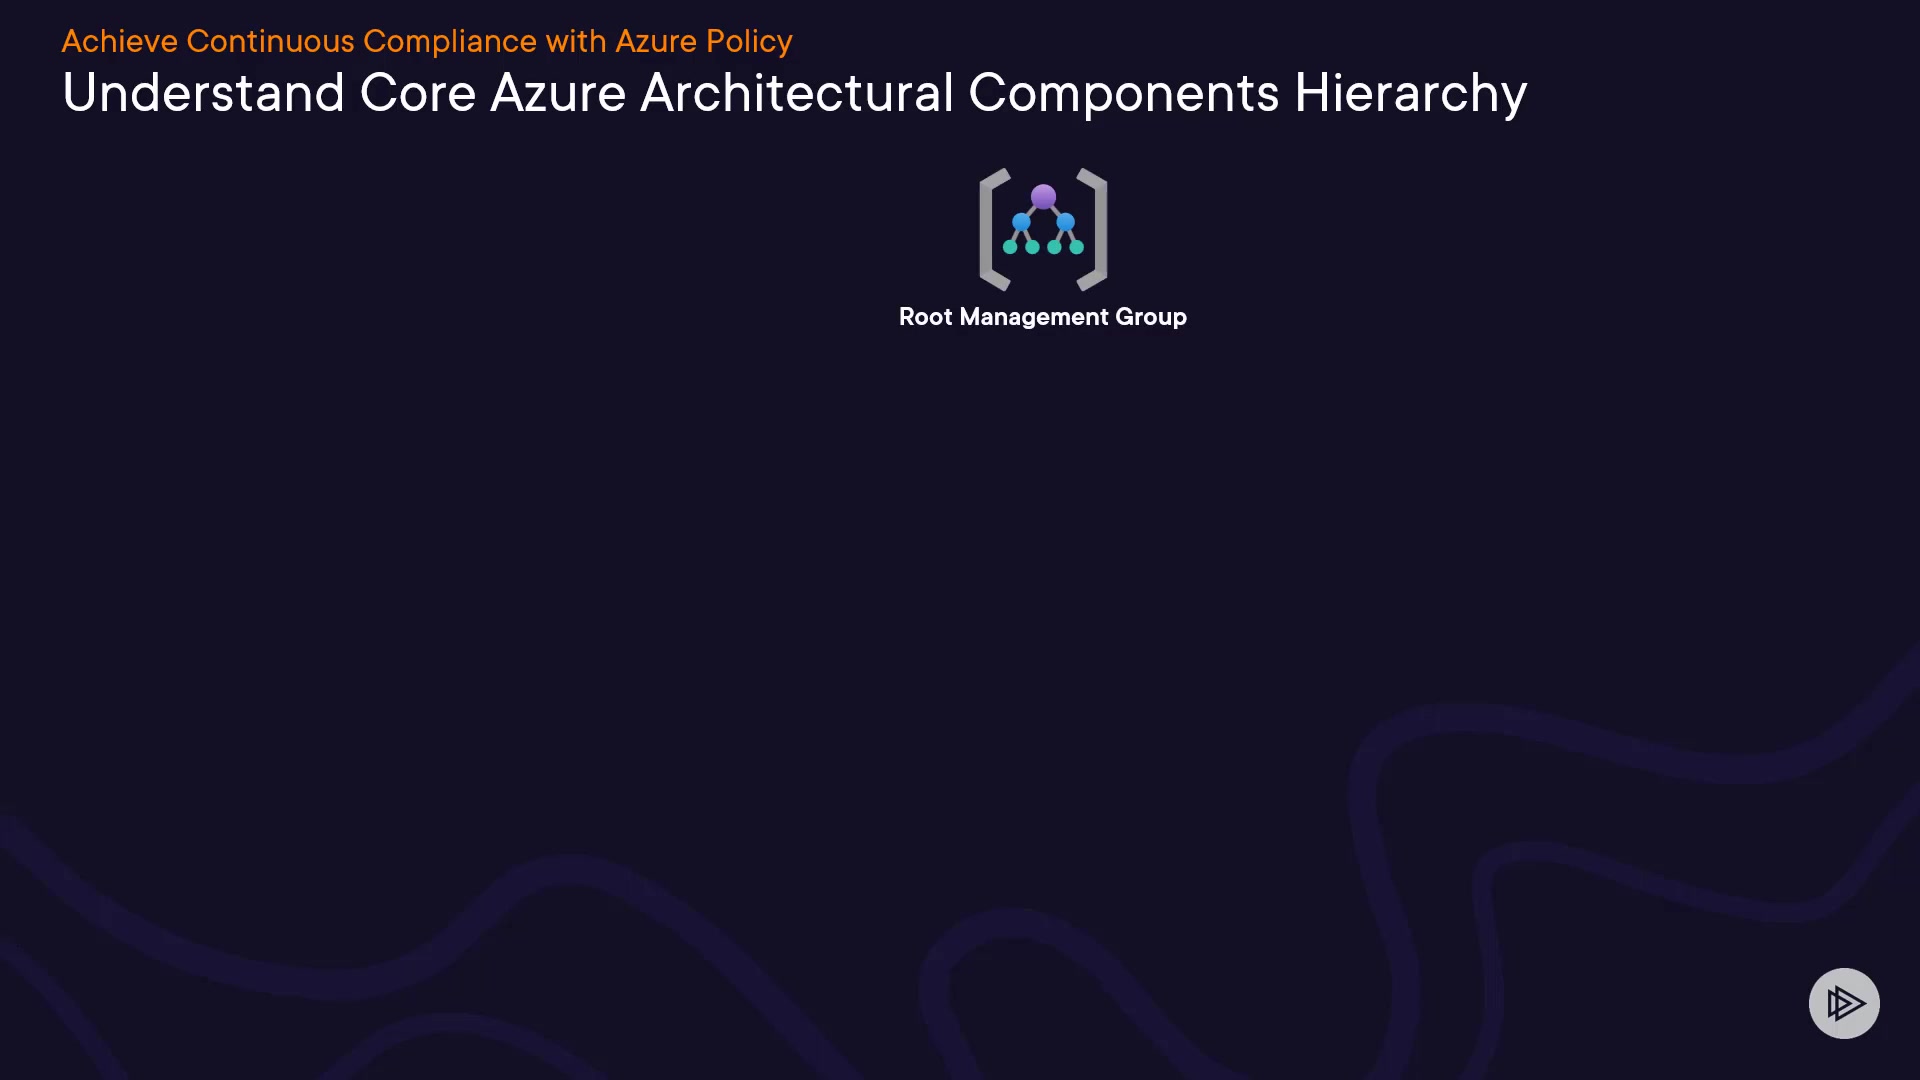 Achieve Continuous Compliance with Azure Policy
Understand Core Azure Architectural Components Hierarchy
Root Management Group